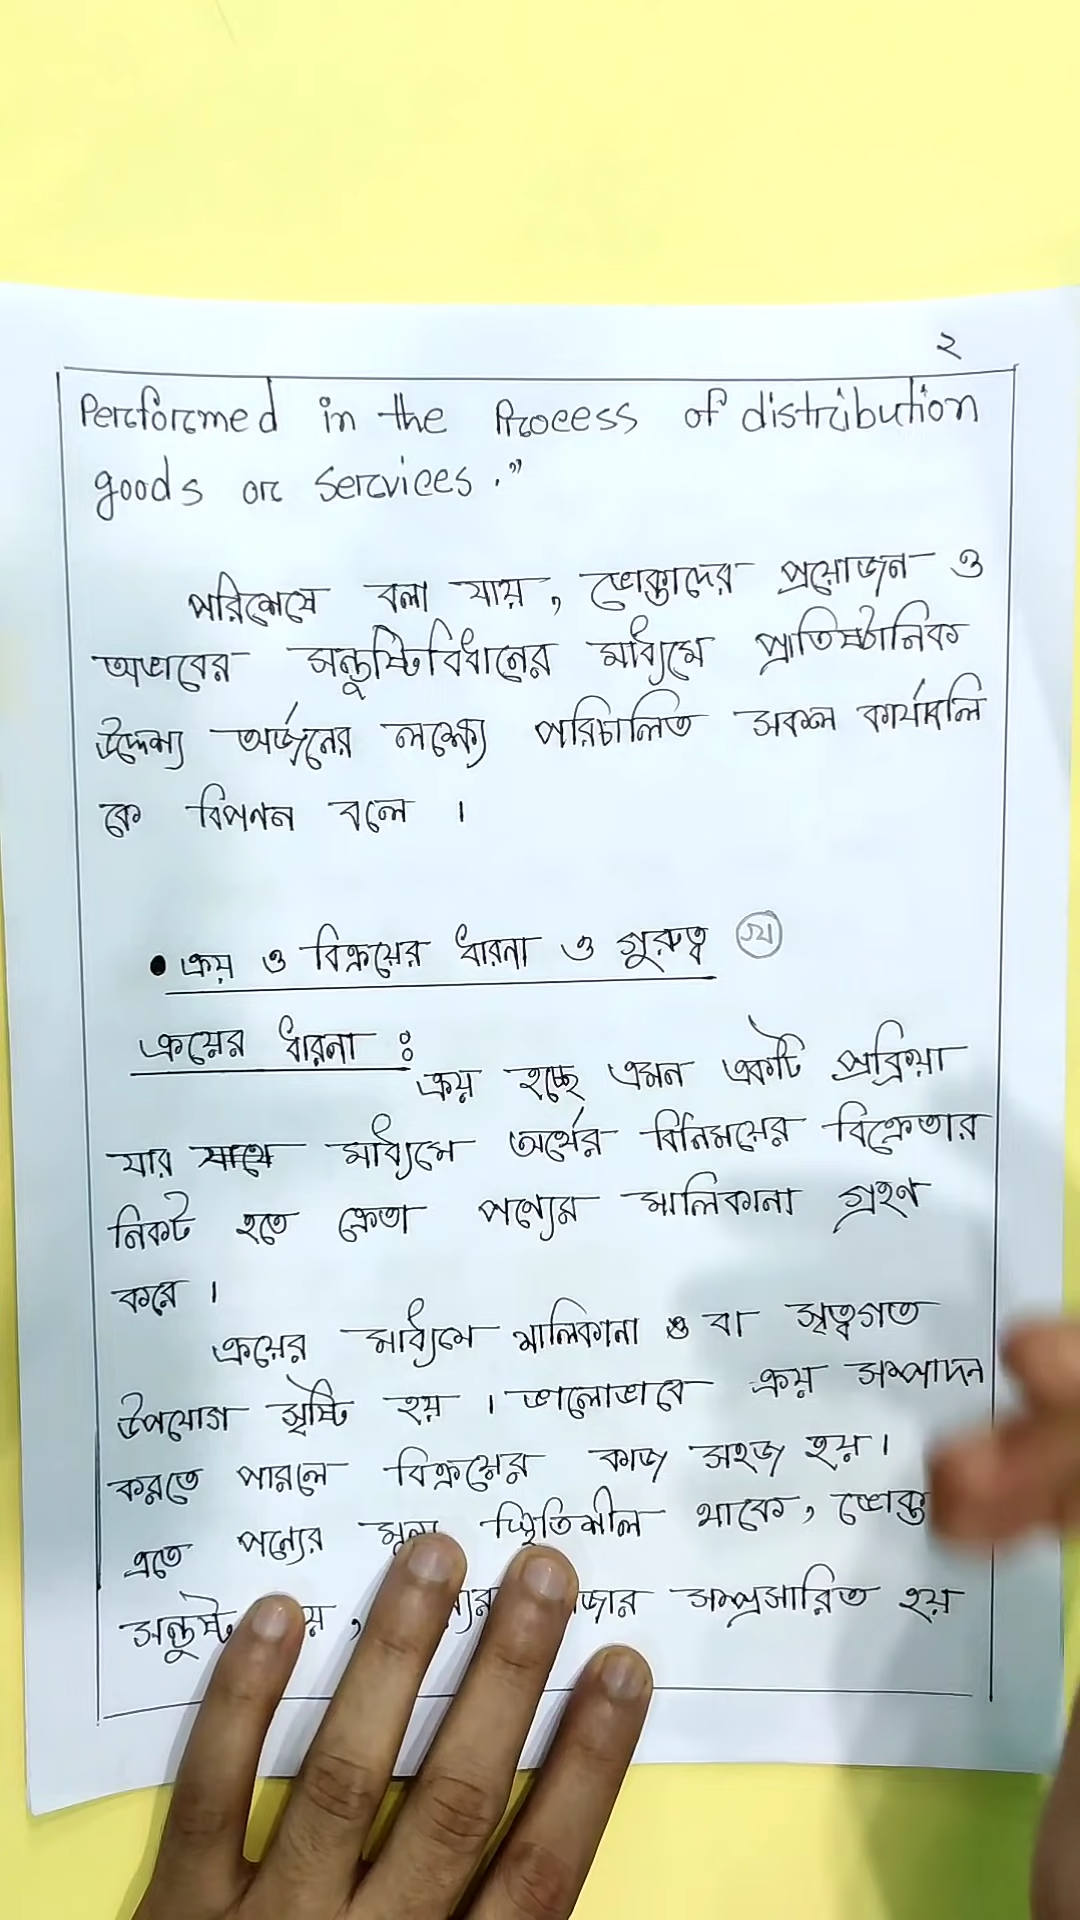 ২
Performed in the Process of distribution
goods or services."
পরিশেষে বলা যায়, ভোক্তাদের প্রয়োজন ও
অভাবের সন্তুষ্টিবিধানের মাধ্যমে প্রাতিষ্টানিক
উদ্দেশ্য অর্জনের লক্ষ্যে পরিচালিত সকল কার্যাবলি
কে বিপনন বলে ।
• ক্রয় ও বিক্রয়ের ধারনা ও গুরুত্ব
ক্রয়ের ধারনা :
ক্রয় হচ্ছে এমন একটি প্রক্রিয়া
যার মাধ্যমে অর্থের বিনিময়ের বিক্রেতার
নিকট হতে ক্রেতা পণ্যের মালিকানা গ্রহণ
করে ।
ক্রয়ের মাধ্যমে মালিকানা বা স্বত্বগত
উপযোগ সৃষ্টি হয় । ভালোভাবে ক্রয় সম্পাদন
করতে পারলে বিক্রয়ের কাজ সহজ হয় ।
এতে পন্যের মূল্য স্থিতিশীল থাকে,
সন্তুষ্ট সম্প্রসারিত হয়